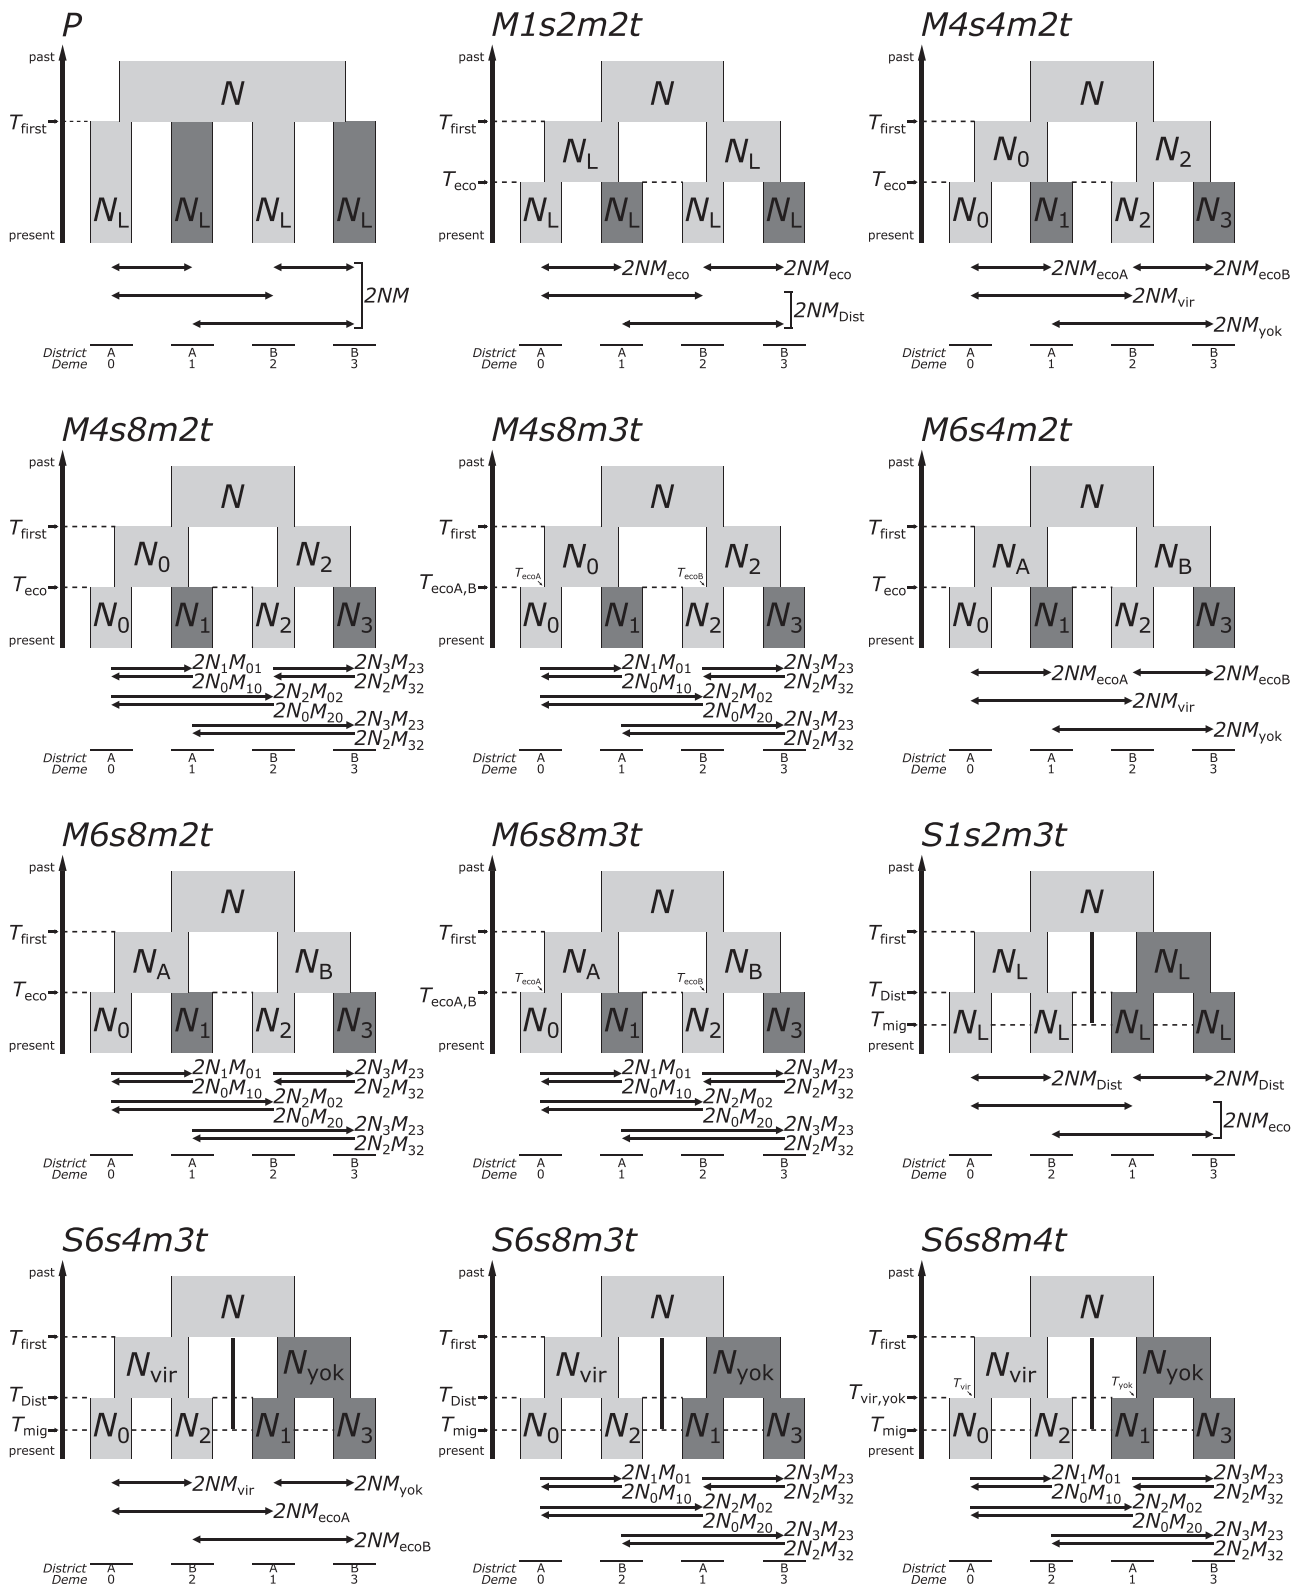 P
past
N
T_first
N_L N_L N_L N_L
present
2NM
District A A B B
Deme 0 1 2 3
M1s2m2t
past
N
T_first
N_L N_L
T_eco
N_L N_L N_L N_L
present
2NM_eco 2NM_eco
2NM_Dist
District A A B B
Deme 0 1 2 3
M4s4m2t
past
N
T_first
N_0 N_2
T_eco
N_0 N_1 N_2 N_3
present
2NM_ecoA 2NM_ecoB
2NM_vir
2NM_yok
District A A B B
Deme 0 1 2 3
M4s8m2t
past
N
T_first
N_0 N_2
T_eco
N_0 N_1 N_2 N_3
present
2N_1M_01 2N_3M_23
2N_0M_10 2N_2M_32
2N_2M_02
2N_0M_20
2N_3M_23
2N_2M_32
District A A B B
Deme 0 1 2 3
M4s8m3t
past
N
T_first
N_0 N_2
T_ecoA T_ecoB
T_ecoA,B
N_0 N_1 N_2 N_3
present
2N_1M_01 2N_3M_23
2N_0M_10 2N_2M_32
2N_2M_02
2N_0M_20
2N_3M_23
2N_2M_32
District A A B B
Deme 0 1 2 3
M6s4m2t
past
N
T_first
N_A N_B
T_eco
N_0 N_1 N_2 N_3
present
2NM_ecoA 2NM_ecoB
2NM_vir
2NM_yok
District A A B B
Deme 0 1 2 3
M6s8m2t
past
N
T_first
N_A N_B
T_eco
N_0 N_1 N_2 N_3
present
2N_1M_01 2N_3M_23
2N_0M_10 2N_2M_32
2N_2M_02
2N_0M_20
2N_3M_23
2N_2M_32
District A A B B
Deme 0 1 2 3
M6s8m3t
past
N
T_first
N_A N_B
T_ecoA T_ecoB
T_ecoA,B
N_0 N_1 N_2 N_3
present
2N_1M_01 2N_3M_23
2N_0M_10 2N_2M_32
2N_2M_02
2N_0M_20
2N_3M_23
2N_2M_32
District A A B B
Deme 0 1 2 3
S1s2m3t
past
N
T_first
N_L N_L
T_Dist
T_mig
N_L N_L N_L N_L
present
2NM_Dist 2NM_Dist
2NM_eco
District A B A B
Deme 0 2 1 3
S6s4m3t
past
N
T_first
N_vir N_yok
T_Dist
T_mig
N_0 N_2 N_1 N_3
present
2NM_vir 2NM_yok
2NM_ecoA
2NM_ecoB
District A B A B
Deme 0 2 1 3
S6s8m3t
past
N
T_first
N_vir N_yok
T_Dist
T_mig
N_0 N_2 N_1 N_3
present
2N_1M_01 2N_3M_23
2N_0M_10 2N_2M_32
2N_2M_02
2N_0M_20
2N_3M_23
2N_2M_32
District A B A B
Deme 0 2 1 3
S6s8m4t
past
N
T_first
N_vir N_yok
T_vir T_yok
T_vir,yok
T_mig
N_0 N_2 N_1 N_3
present
2N_1M_01 2N_3M_23
2N_0M_10 2N_2M_32
2N_2M_02
2N_0M_20
2N_3M_23
2N_2M_32
District A B A B
Deme 0 2 1 3